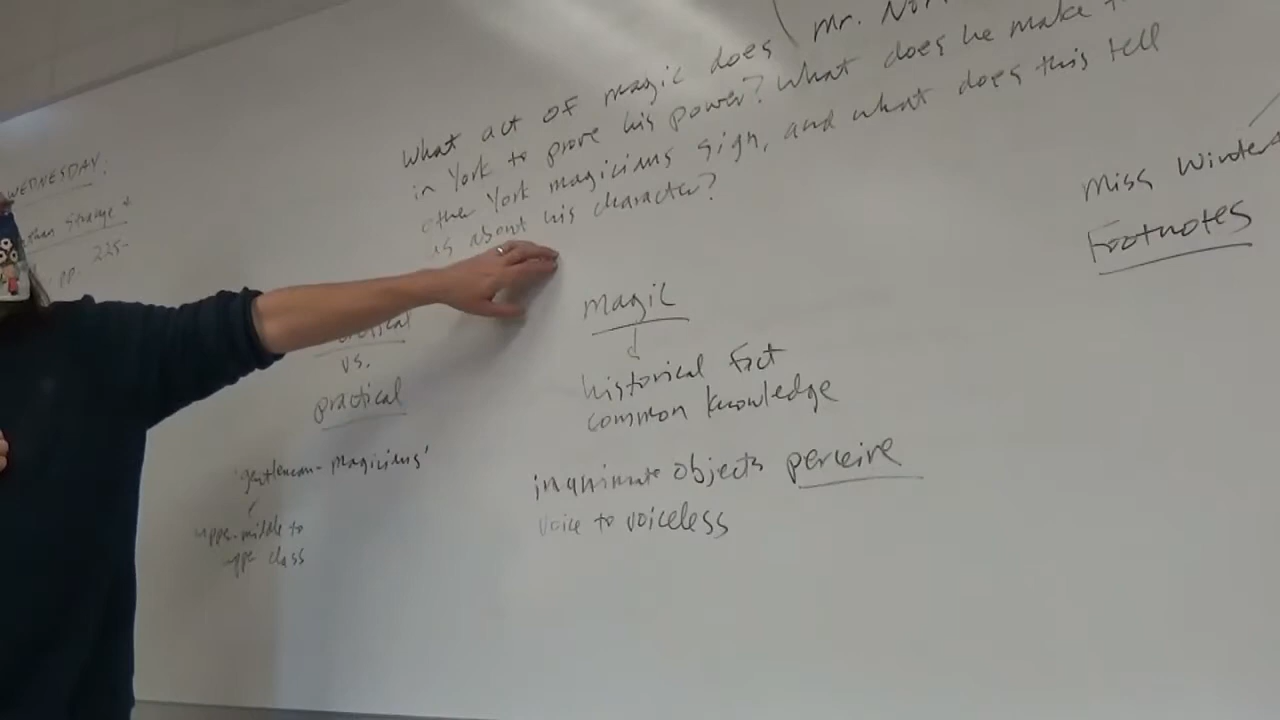 WEDNESDAY.
Strange +
pp. 225-
What act of magic does Mr. Nor
in York to prove his power? What does he make t
other York magicians sign, and what does this tell
us about his character?
vs.
practical
'gentleman-magicians'
upper-middle to
upper class
magic
historical fact
common knowledge
inanimate objects perceive
voice to voiceless
Miss Winter
Footnotes